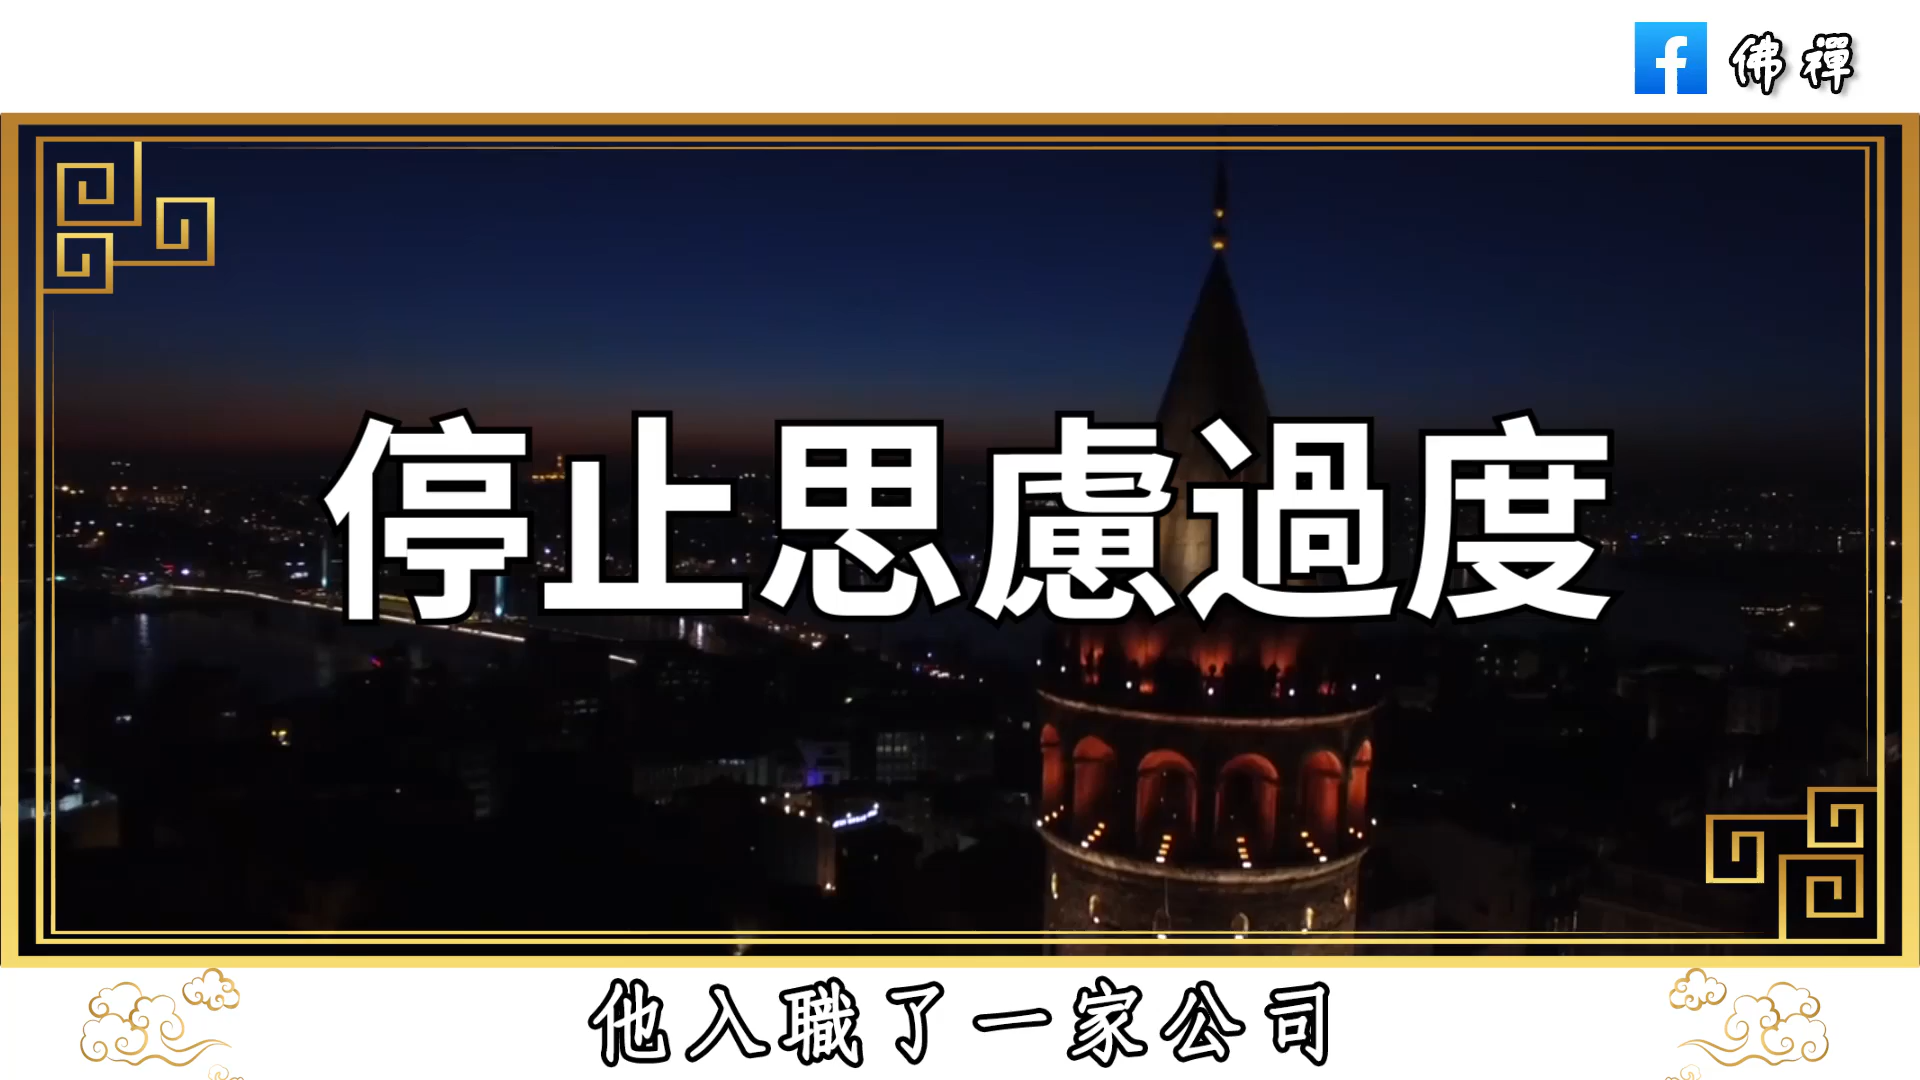 佛禪
停止思慮過度
他入職了一家公司